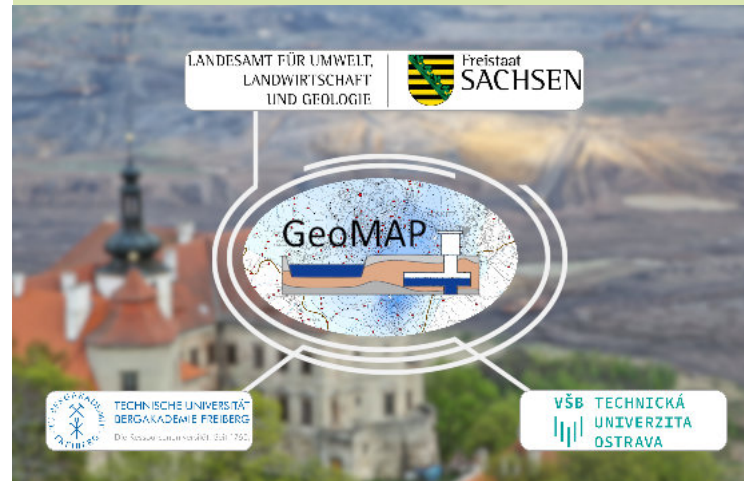 LANDESAMT FÜR UMWELT,
LANDWIRTSCHAFT
UND GEOLOGIE
Freistaat
SACHSEN
GeoMAP
TECHNISCHE UNIVERSITÄT
BERGAKADEMIE FREIBERG
Die Ressourcenuniversität. Seit 1765.
VŠB TECHNICKÁ
UNIVERZITA
OSTRAVA